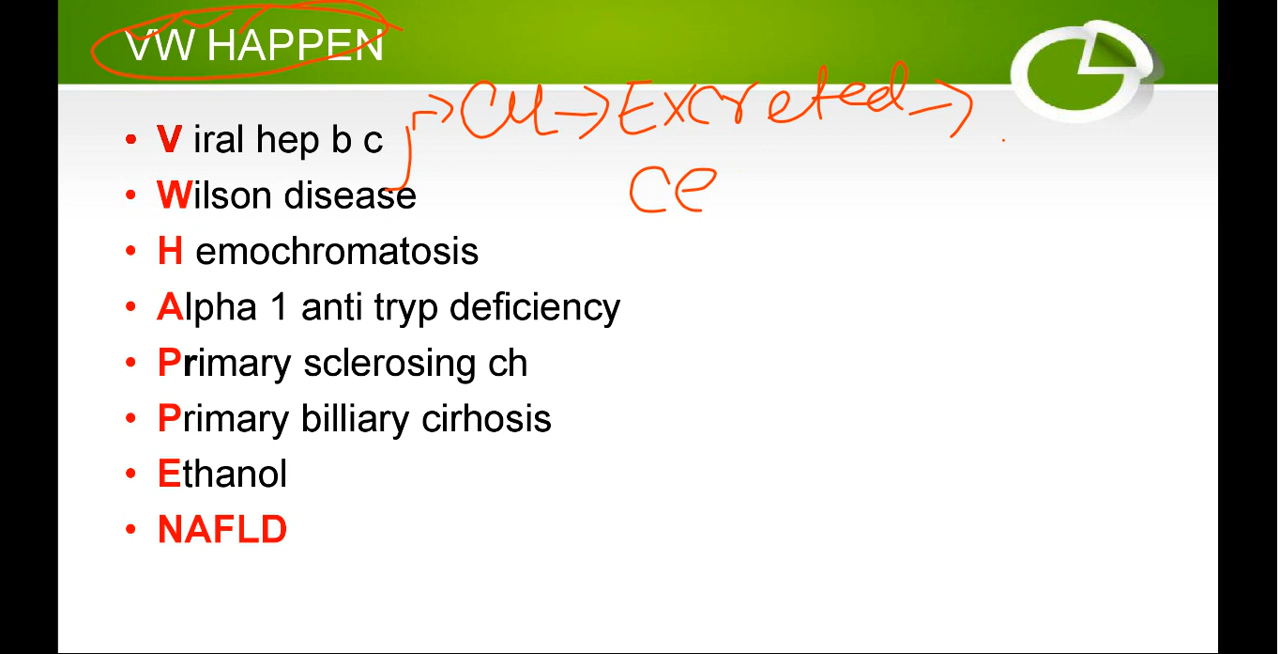 VW HAPPEN
→ Cu → Excreted →
• V iral hep b c
Ce
• Wilson disease
• H emochromatosis
• Alpha 1 anti tryp deficiency
• Primary sclerosing ch
• Primary billiary cirhosis
• Ethanol
• NAFLD